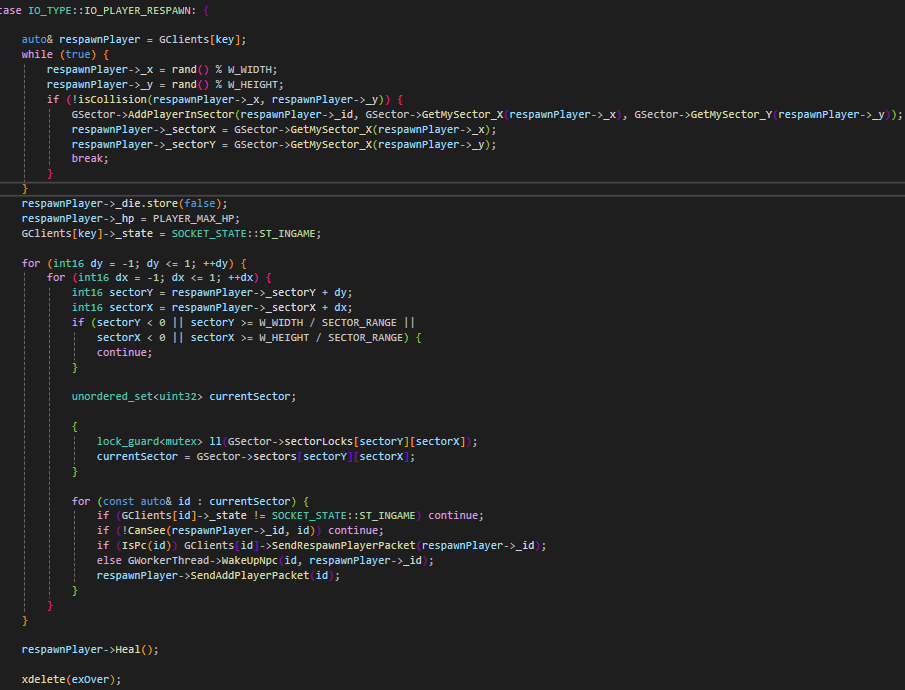 case IO_TYPE::IO_PLAYER_RESPAWN: {
auto& respawnPlayer = GClients[key];
while (true) {
respawnPlayer->_x = rand() % W_WIDTH;
respawnPlayer->_y = rand() % W_HEIGHT;
if (!isCollision(respawnPlayer->_x, respawnPlayer->_y)) {
GSector->AddPlayerInSector(respawnPlayer->_id, GSector->GetMySector_X(respawnPlayer->_x), GSector->GetMySector_Y(respawnPlayer->_y));
respawnPlayer->_sectorX = GSector->GetMySector_X(respawnPlayer->_x);
respawnPlayer->_sectorY = GSector->GetMySector_X(respawnPlayer->_y);
break;
}
}
respawnPlayer->_die.store(false);
respawnPlayer->_hp = PLAYER_MAX_HP;
GClients[key]->_state = SOCKET_STATE::ST_INGAME;
for (int16 dy = -1; dy <= 1; ++dy) {
for (int16 dx = -1; dx <= 1; ++dx) {
int16 sectorY = respawnPlayer->_sectorY + dy;
int16 sectorX = respawnPlayer->_sectorX + dx;
if (sectorY < 0 || sectorY >= W_WIDTH / SECTOR_RANGE ||
sectorX < 0 || sectorX >= W_HEIGHT / SECTOR_RANGE) {
continue;
}
unordered_set<uint32> currentSector;
{
lock_guard<mutex> ll(GSector->sectorLocks[sectorY][sectorX]);
currentSector = GSector->sectors[sectorY][sectorX];
}
for (const auto& id : currentSector) {
if (GClients[id]->_state != SOCKET_STATE::ST_INGAME) continue;
if (!CanSee(respawnPlayer->_id, id)) continue;
if (IsPc(id)) GClients[id]->SendRespawnPlayerPacket(respawnPlayer->_id);
else GWorkerThread->WakeUpNpc(id, respawnPlayer->_id);
respawnPlayer->SendAddPlayerPacket(id);
}
}
}
respawnPlayer->Heal();
xdelete(exOver);